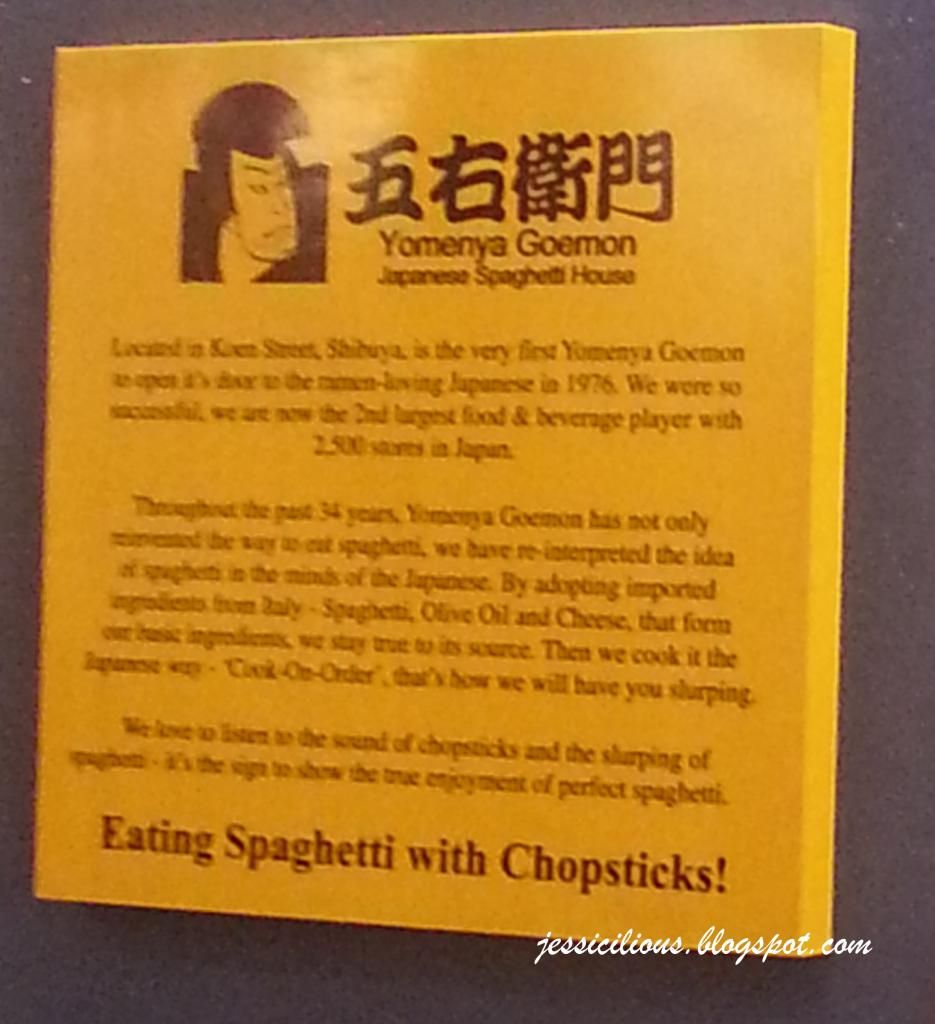 五右衛門
Yomenya Goemon
Japanese Spaghetti House
Located in Koen Street, Shibuya, is the very first Yomenya Goemon
to open it's door to the ramen-loving Japanese in 1976. We were so
successful, we are now the 2nd largest food & beverage player with
2,500 stores in Japan.
Throughout the past 34 years, Yomenya Goemon has not only
reinvented the way to eat spaghetti, we have re-interpreted the idea
of spaghetti in the minds of the Japanese. By adopting imported
ingredients from Italy - Spaghetti, Olive Oil and Cheese, that form
our basic ingredients, we stay true to its source. Then we cook it the
Japanese way - 'Cook-On-Order', that's how we will have you slurping.
We love to listen to the sound of chopsticks and the slurping of
spaghetti - it's the sign to show the true enjoyment of perfect spaghetti.
Eating Spaghetti with Chopsticks!
jessicilious.blogspot.com